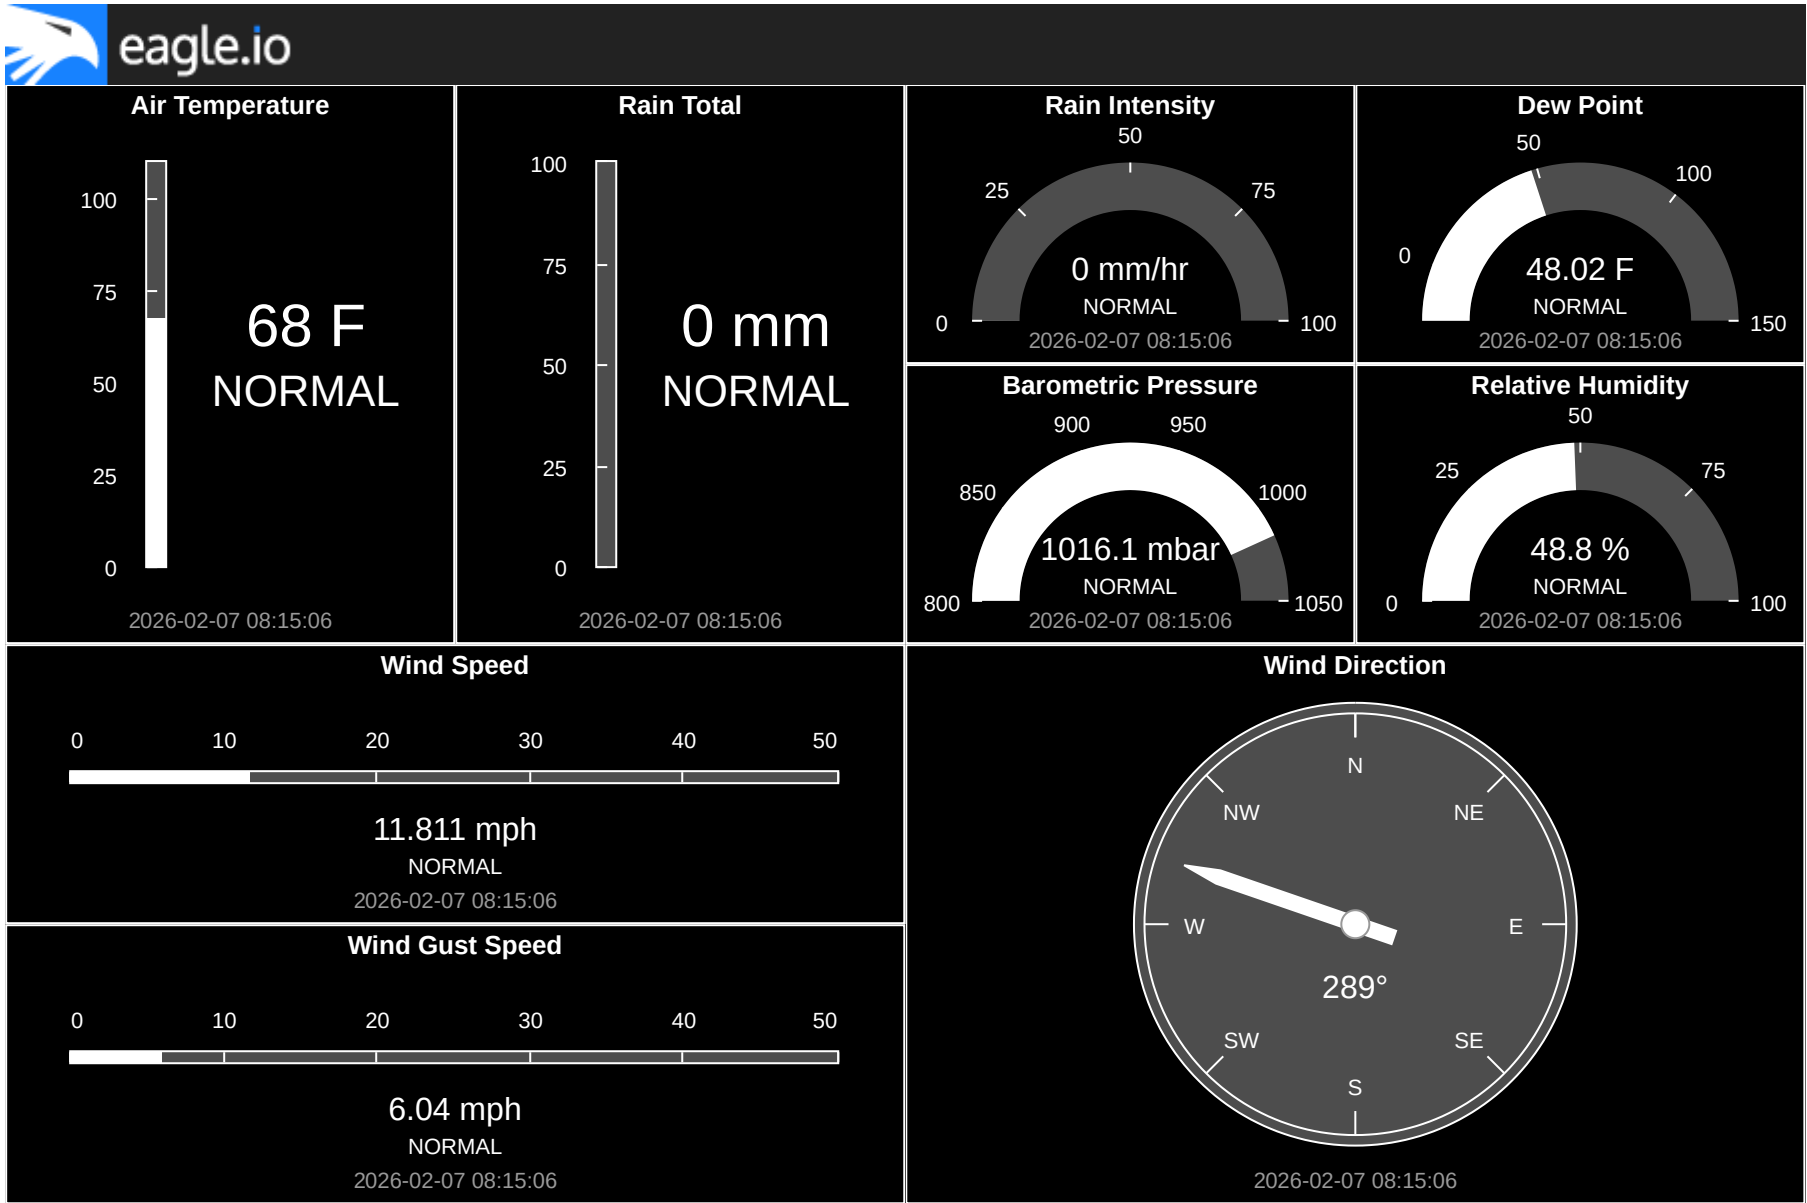 eagle.io
Air Temperature
100
75
50
25
0
68 F
NORMAL
2026-02-07 08:15:06
Rain Total
100
75
50
25
0
0 mm
NORMAL
2026-02-07 08:15:06
Rain Intensity
0
25
50
75
100
0 mm/hr
NORMAL
2026-02-07 08:15:06
Dew Point
0
50
100
150
48.02 F
NORMAL
2026-02-07 08:15:06
Barometric Pressure
800
850
900
950
1000
1050
1016.1 mbar
NORMAL
2026-02-07 08:15:06
Relative Humidity
0
25
50
75
100
48.8 %
NORMAL
2026-02-07 08:15:06
Wind Speed
0 10 20 30 40 50
11.811 mph
NORMAL
2026-02-07 08:15:06
Wind Gust Speed
0 10 20 30 40 50
6.04 mph
NORMAL
2026-02-07 08:15:06
Wind Direction
N
NW NE
W E
289°
SW SE
S
2026-02-07 08:15:06